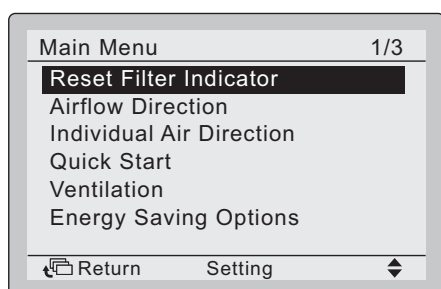 Main Menu 1/3
Reset Filter Indicator
Airflow Direction
Individual Air Direction
Quick Start
Ventilation
Energy Saving Options
Return Setting